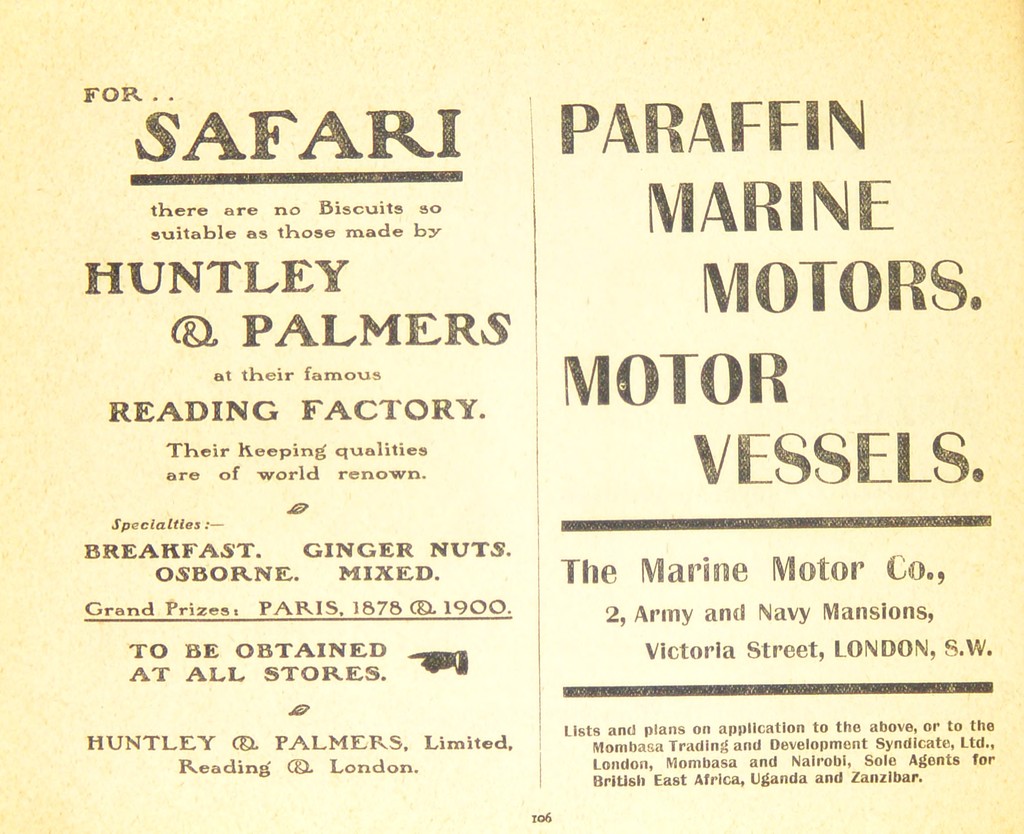 FOR . .
SAFARI
there are no Biscuits so
suitable as those made by
HUNTLEY
& PALMERS
at their famous
READING FACTORY.
Their Keeping qualities
are of world renown.
Specialties:—
BREAKFAST. GINGER NUTS.
OSBORNE. MIXED.
Grand Prizes: PARIS, 1878 & 1900.
TO BE OBTAINED
AT ALL STORES.
HUNTLEY & PALMERS, Limited,
Reading & London.
PARAFFIN
MARINE
MOTORS.
MOTOR
VESSELS.
The Marine Motor Co.,
2, Army and Navy Mansions,
Victoria Street, LONDON, S.W.
Lists and plans on application to the above, or to the
Mombasa Trading and Development Syndicate, Ltd.,
London, Mombasa and Nairobi, Sole Agents for
British East Africa, Uganda and Zanzibar.
106